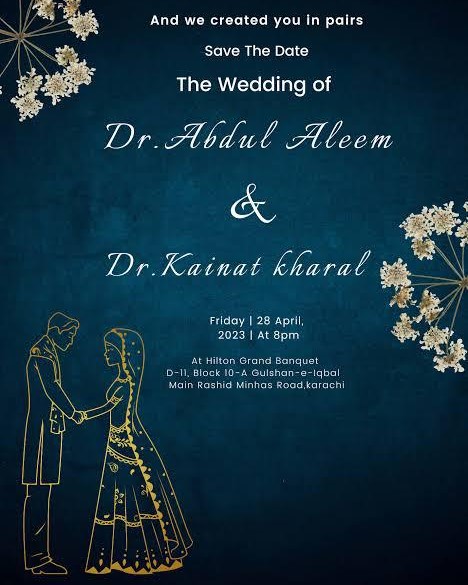 And we created you in pairs
Save The Date
The Wedding of
Dr.Abdul Aleem
&
Dr.Kainat kharal
Friday | 28 April,
2023 | At 8pm
At Hilton Grand Banquet
D-11, Block 10-A Gulshan-e-Iqbal
Main Rashid Minhas Road,karachi